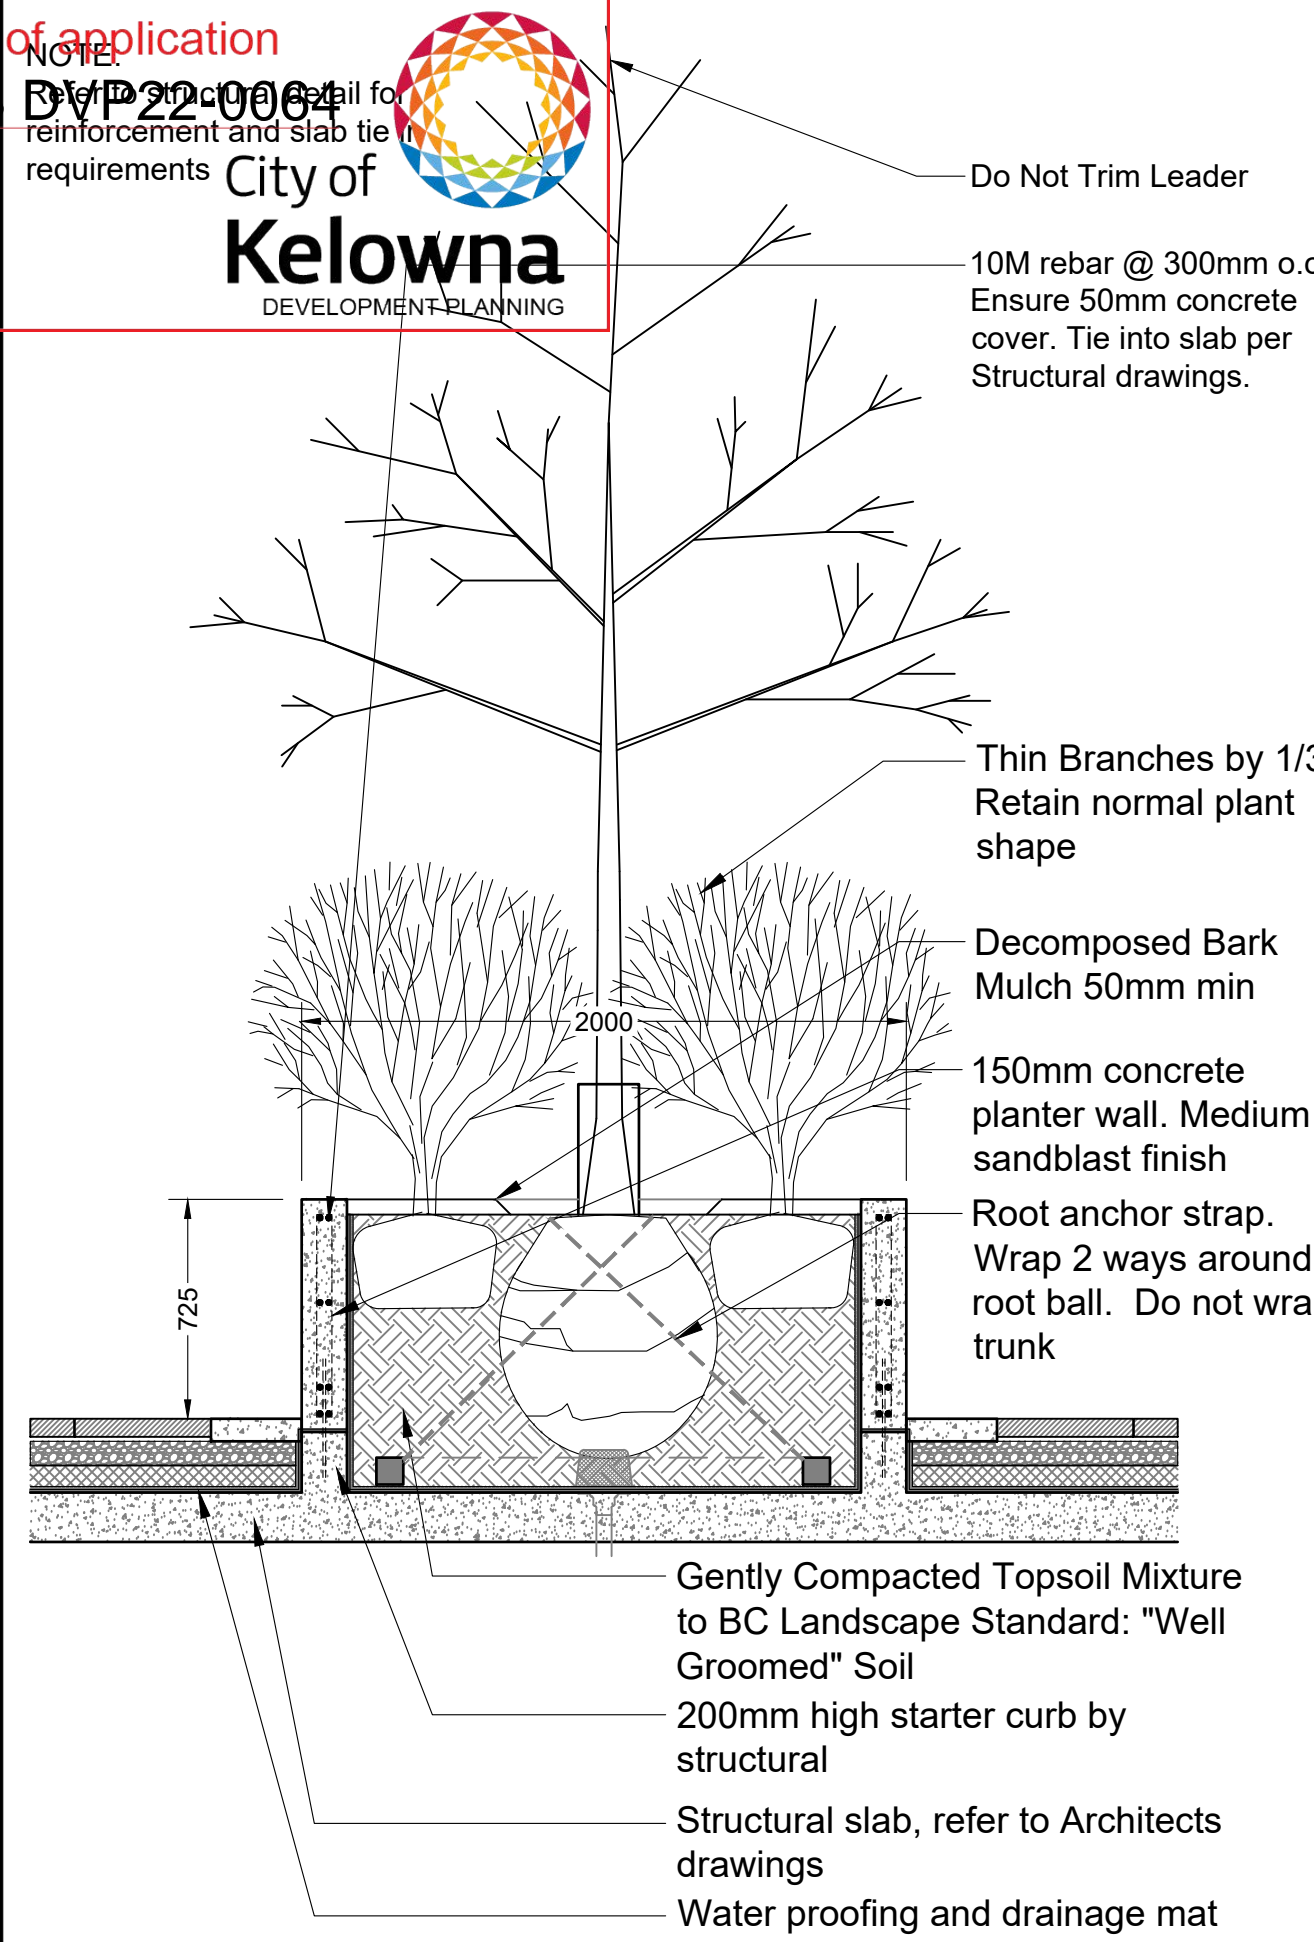 of application
NOTE:
Refer to structural detail for
DVP22-0064
reinforcement and slab tie in
requirements
City of
Kelowna
DEVELOPMENT PLANNING
Do Not Trim Leader
10M rebar @ 300mm o.c
Ensure 50mm concrete
cover. Tie into slab per
Structural drawings.
Thin Branches by 1/3
Retain normal plant
shape
Decomposed Bark
Mulch 50mm min
2000
150mm concrete
planter wall. Medium
sandblast finish
Root anchor strap.
Wrap 2 ways around
root ball. Do not wra
trunk
725
Gently Compacted Topsoil Mixture
to BC Landscape Standard: "Well
Groomed" Soil
200mm high starter curb by
structural
Structural slab, refer to Architects
drawings
Water proofing and drainage mat